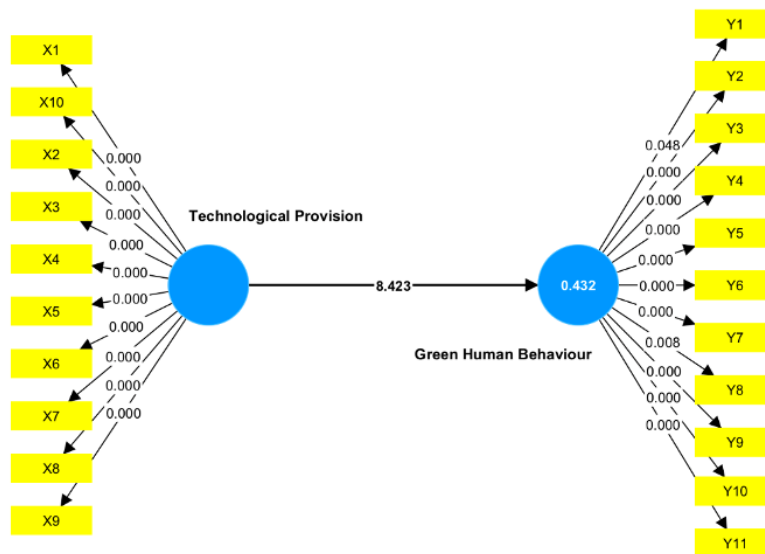 X1
X10
X2
X3
X4
X5
X6
X7
X8
X9
0.000
0.000
0.000
0.000
0.000
0.000
0.000
0.000
0.000
0.000
Technological Provision
8.423
0.432
Green Human Behaviour
0.048
0.000
0.000
0.000
0.000
0.000
0.000
0.008
0.000
0.000
0.000
Y1
Y2
Y3
Y4
Y5
Y6
Y7
Y8
Y9
Y10
Y11